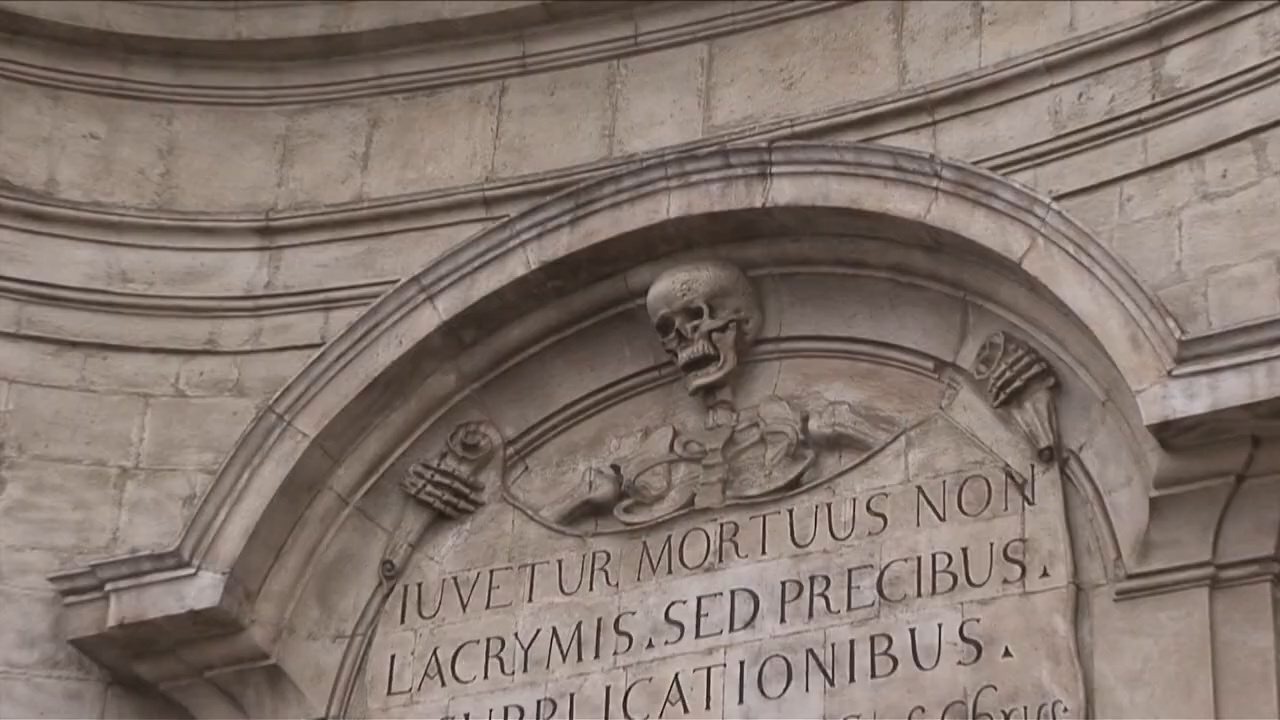 IUVETUR MORTUUS NON
LACRYMIS. SED PRECIBUS.
SUPPLICATIONIBUS.